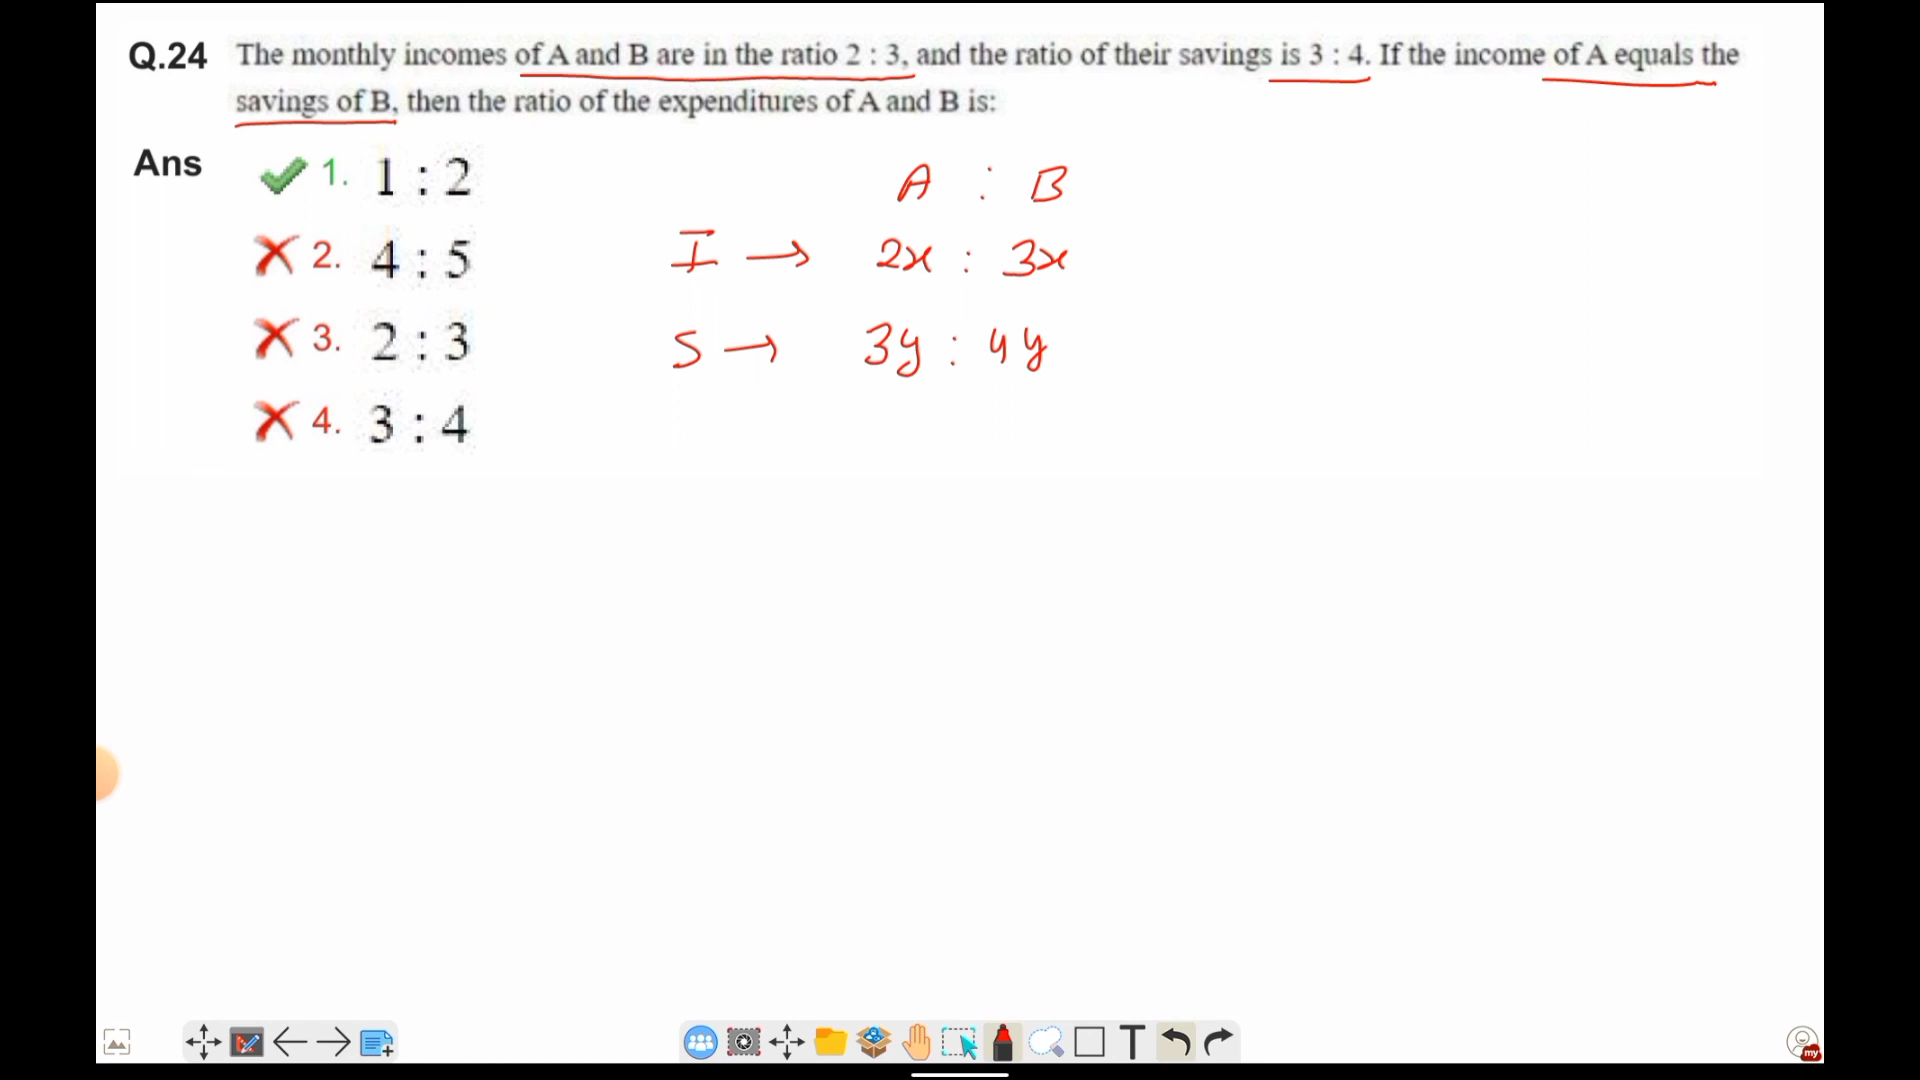 Q.24 The monthly incomes of A and B are in the ratio 2 : 3, and the ratio of their savings is 3 : 4. If the income of A equals the
savings of B, then the ratio of the expenditures of A and B is:
Ans 1. 1 : 2
2. 4 : 5
3. 2 : 3
4. 3 : 4
A : B
I → 2x : 3x
S → 3y : 4y
T
my